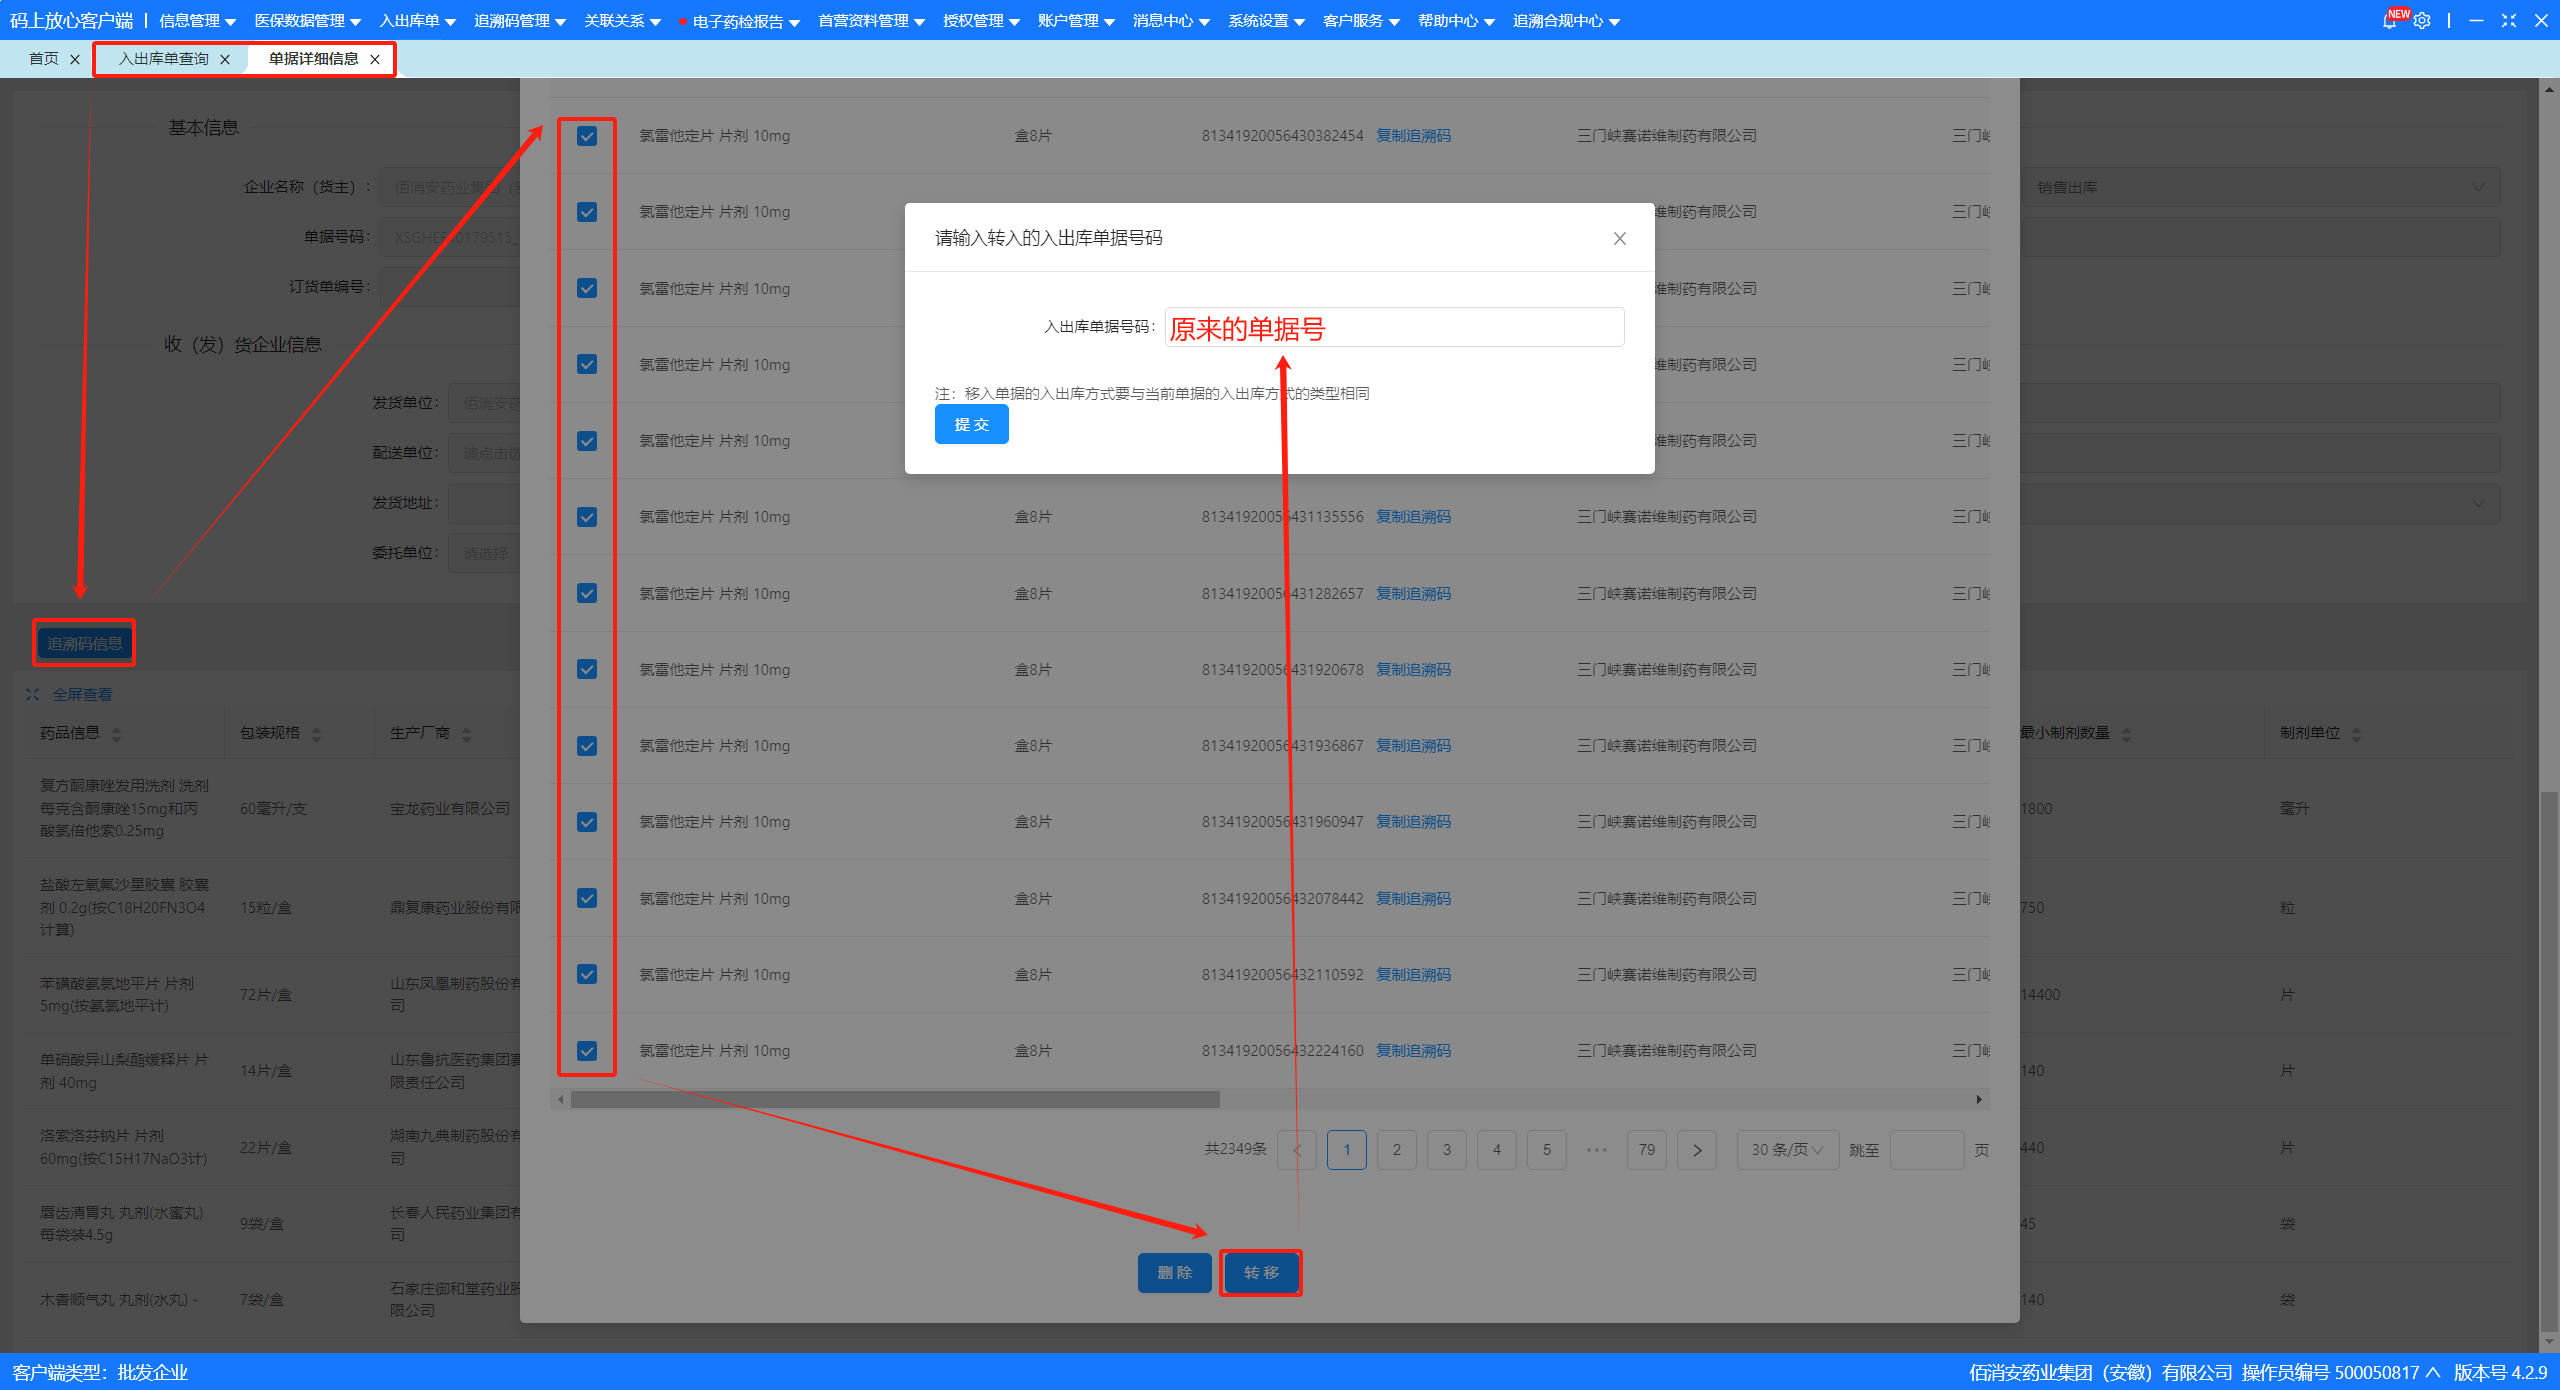 码上放心客户端 | 信息管理 医保数据管理 入出库单 追溯码管理 关联关系 电子药检报告 首营资料管理 授权管理 账户管理 消息中心 系统设置 客户服务 帮助中心 追溯合规中心 NEW
首页 入出库单查询 单据详细信息
基本信息
企业名称（货主）: 佰消安药业集团
销售出库
单据号码:
订货单编号:
收（发）货企业信息
发货单位: 佰消安药
配送单位: 请点击选
发货地址:
委托单位: 请选择
追溯码信息
全屏查看
药品信息 包装规格 生产厂商 最小制剂数量 制剂单位
复方酮康唑发用洗剂 洗剂 每克含酮康唑15mg和丙酸氯倍他索0.25mg 60毫升/支 宝龙药业有限公司 1800 毫升
盐酸左氧氟沙星胶囊 胶囊剂 0.2g(按C18H20FN3O4计算) 15粒/盒 鼎复康药业股份有限 750 粒
苯磺酸氨氯地平片 片剂 5mg(按氨氯地平计) 72片/盒 山东凤凰制药股份有 司 14400 片
单硝酸异山梨酯缓释片 片剂 40mg 14片/盒 山东鲁抗医药集团赛 限责任公司 140 片
洛索洛芬钠片 片剂 60mg(按C15H17NaO3计) 22片/盒 湖南九典制药股份有 司 440 片
唇齿清胃丸 丸剂(水蜜丸) 每袋装4.5g 9袋/盒 长春人民药业集团有 司 45 袋
木香顺气丸 丸剂(水丸) - 7袋/盒 石家庄御和堂药业股 限公司 140 袋
氯雷他定片 片剂 10mg 盒8片 81341920056430382454 复制追溯码 三门峡赛诺维制药有限公司 三门峡
氯雷他定片 片剂 10mg 维制药有限公司 三门峡
氯雷他定片 片剂 10mg 维制药有限公司 三门峡
氯雷他定片 片剂 10mg 维制药有限公司 三门峡
氯雷他定片 片剂 10mg 维制药有限公司 三门峡
氯雷他定片 片剂 10mg 盒8片 81341920056431135556 复制追溯码 三门峡赛诺维制药有限公司 三门峡
氯雷他定片 片剂 10mg 盒8片 81341920056431282657 复制追溯码 三门峡赛诺维制药有限公司 三门峡
氯雷他定片 片剂 10mg 盒8片 81341920056431920678 复制追溯码 三门峡赛诺维制药有限公司 三门峡
氯雷他定片 片剂 10mg 盒8片 81341920056431936867 复制追溯码 三门峡赛诺维制药有限公司 三门峡
氯雷他定片 片剂 10mg 盒8片 81341920056431960947 复制追溯码 三门峡赛诺维制药有限公司 三门峡
氯雷他定片 片剂 10mg 盒8片 81341920056432078442 复制追溯码 三门峡赛诺维制药有限公司 三门峡
氯雷他定片 片剂 10mg 盒8片 81341920056432110592 复制追溯码 三门峡赛诺维制药有限公司 三门峡
氯雷他定片 片剂 10mg 盒8片 81341920056432224160 复制追溯码 三门峡赛诺维制药有限公司 三门峡
共2349条 < 1 2 3 4 5 ••• 79 > 30 条/页 跳至 页
删 除 转 移
请输入转入的入出库单据号码
入出库单据号码: 原来的单据号
注：移入单据的入出库方式要与当前单据的入出库方式的类型相同
提 交
客户端类型：批发企业
佰消安药业集团（安徽）有限公司 操作员编号 500050817 版本号 4.2.9